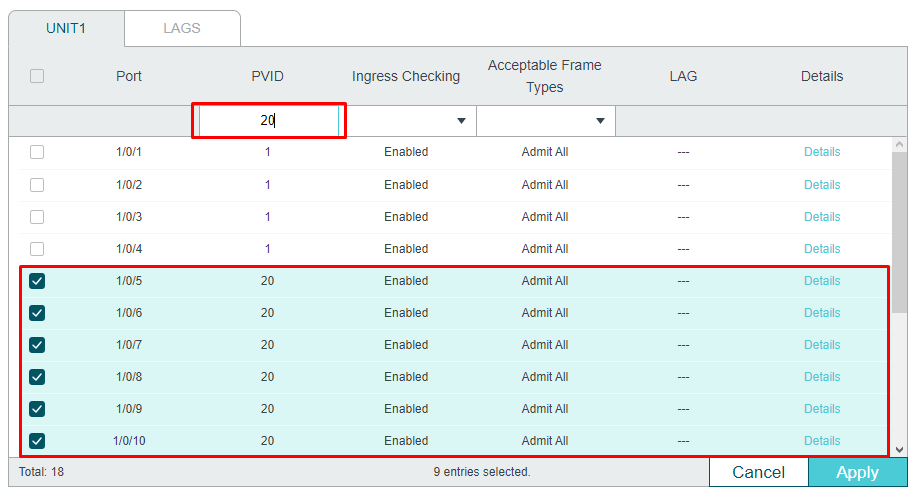 UNIT1 LAGS
Port PVID Ingress Checking Acceptable Frame Types LAG Details
20
1/0/1 1 Enabled Admit All --- Details
1/0/2 1 Enabled Admit All --- Details
1/0/3 1 Enabled Admit All --- Details
1/0/4 1 Enabled Admit All --- Details
1/0/5 20 Enabled Admit All --- Details
1/0/6 20 Enabled Admit All --- Details
1/0/7 20 Enabled Admit All --- Details
1/0/8 20 Enabled Admit All --- Details
1/0/9 20 Enabled Admit All --- Details
1/0/10 20 Enabled Admit All --- Details
Total: 18 9 entries selected. Cancel Apply